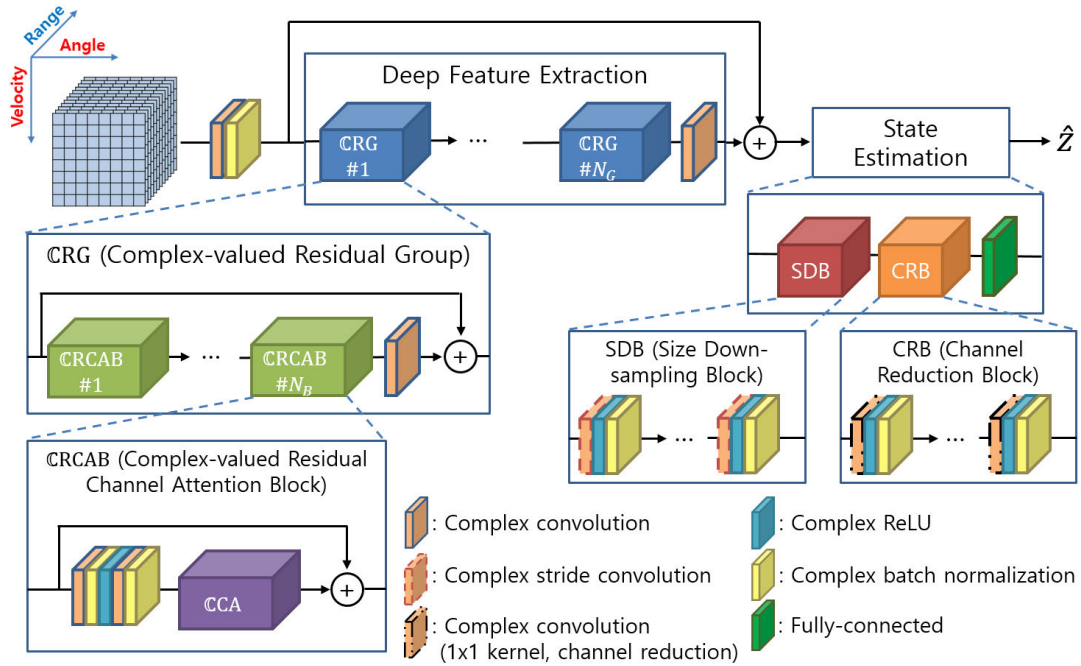 Range
Angle
Velocity
Deep Feature Extraction
ℂRG
#1
...
ℂRG
#N_G
+
State
Estimation
Ẑ
ℂRG (Complex-valued Residual Group)
ℂRCAB
#1
...
ℂRCAB
#N_B
+
SDB
CRB
SDB (Size Down-
sampling Block)
...
CRB (Channel
Reduction Block)
...
ℂRCAB (Complex-valued Residual
Channel Attention Block)
ℂCA
+
: Complex convolution
: Complex stride convolution
: Complex convolution
(1x1 kernel, channel reduction)
: Complex ReLU
: Complex batch normalization
: Fully-connected